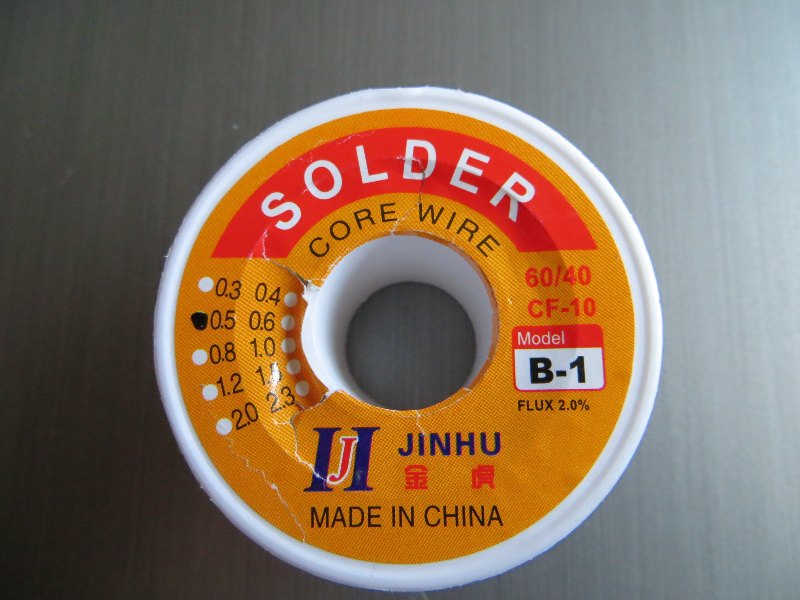 SOLDER
CORE WIRE
60/40
CF-10
Model
B-1
FLUX 2.0%
0.3 0.4
0.5 0.6
0.8 1.0
1.2
2.0 2.3
JINHU
金虎
MADE IN CHINA